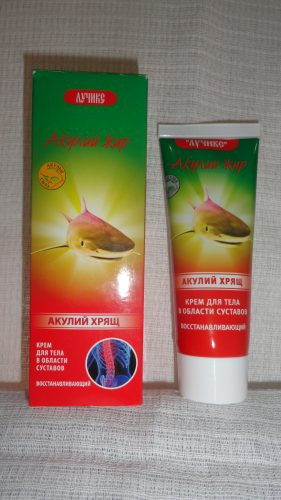 ЛУЧИКС
Акулий жир
АКУЛИЙ ХРЯЩ
КРЕМ
ДЛЯ ТЕЛА
В ОБЛАСТИ
СУСТАВОВ
ВОССТАНАВЛИВАЮЩИЙ
"ЛУЧИКС"
Акулий жир
АКУЛИЙ ХРЯЩ
КРЕМ ДЛЯ ТЕЛА
В ОБЛАСТИ СУСТАВОВ
ВОССТАНАВЛИВАЮЩИЙ